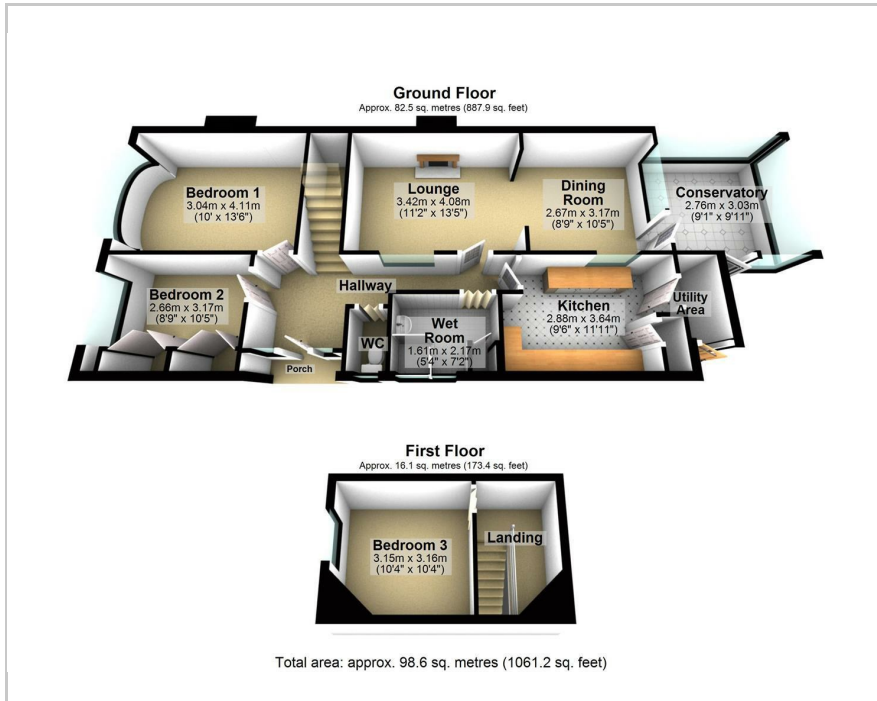 Ground Floor
Approx. 82.5 sq. metres (887.9 sq. feet)
Bedroom 1
3.04m x 4.11m
(10' x 13'6")
Lounge
3.42m x 4.08m
(11'2" x 13'5")
Dining
Room
2.67m x 3.17m
(8'9" x 10'5")
Conservatory
2.76m x 3.03m
(9'1" x 9'11")
Bedroom 2
2.66m x 3.17m
(8'9" x 10'5")
Hallway
WC
Wet
Room
1.61m x 2.17m
(5'4" x 7'2")
Kitchen
2.88m x 3.64m
(9'6" x 11'11")
Utility
Area
Porch
First Floor
Approx. 16.1 sq. metres (173.4 sq. feet)
Bedroom 3
3.15m x 3.16m
(10'4" x 10'4")
Landing
Total area: approx. 98.6 sq. metres (1061.2 sq. feet)